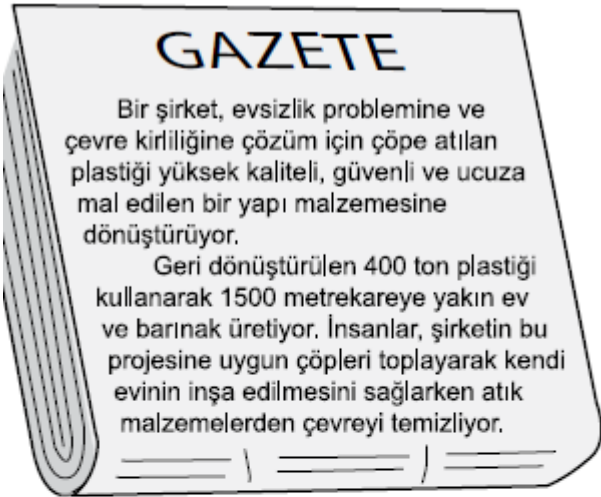 GAZETE
Bir şirket, evsizlik problemine ve
çevre kirliliğine çözüm için çöpe atılan
plastiği yüksek kaliteli, güvenli ve ucuza
mal edilen bir yapı malzemesine
dönüştürüyor.
Geri dönüştürülen 400 ton plastiği
kullanarak 1500 metrekareye yakın ev
ve barınak üretiyor. İnsanlar, şirketin bu
projesine uygun çöpleri toplayarak kendi
evinin inşa edilmesini sağlarken atık
malzemelerden çevreyi temizliyor.